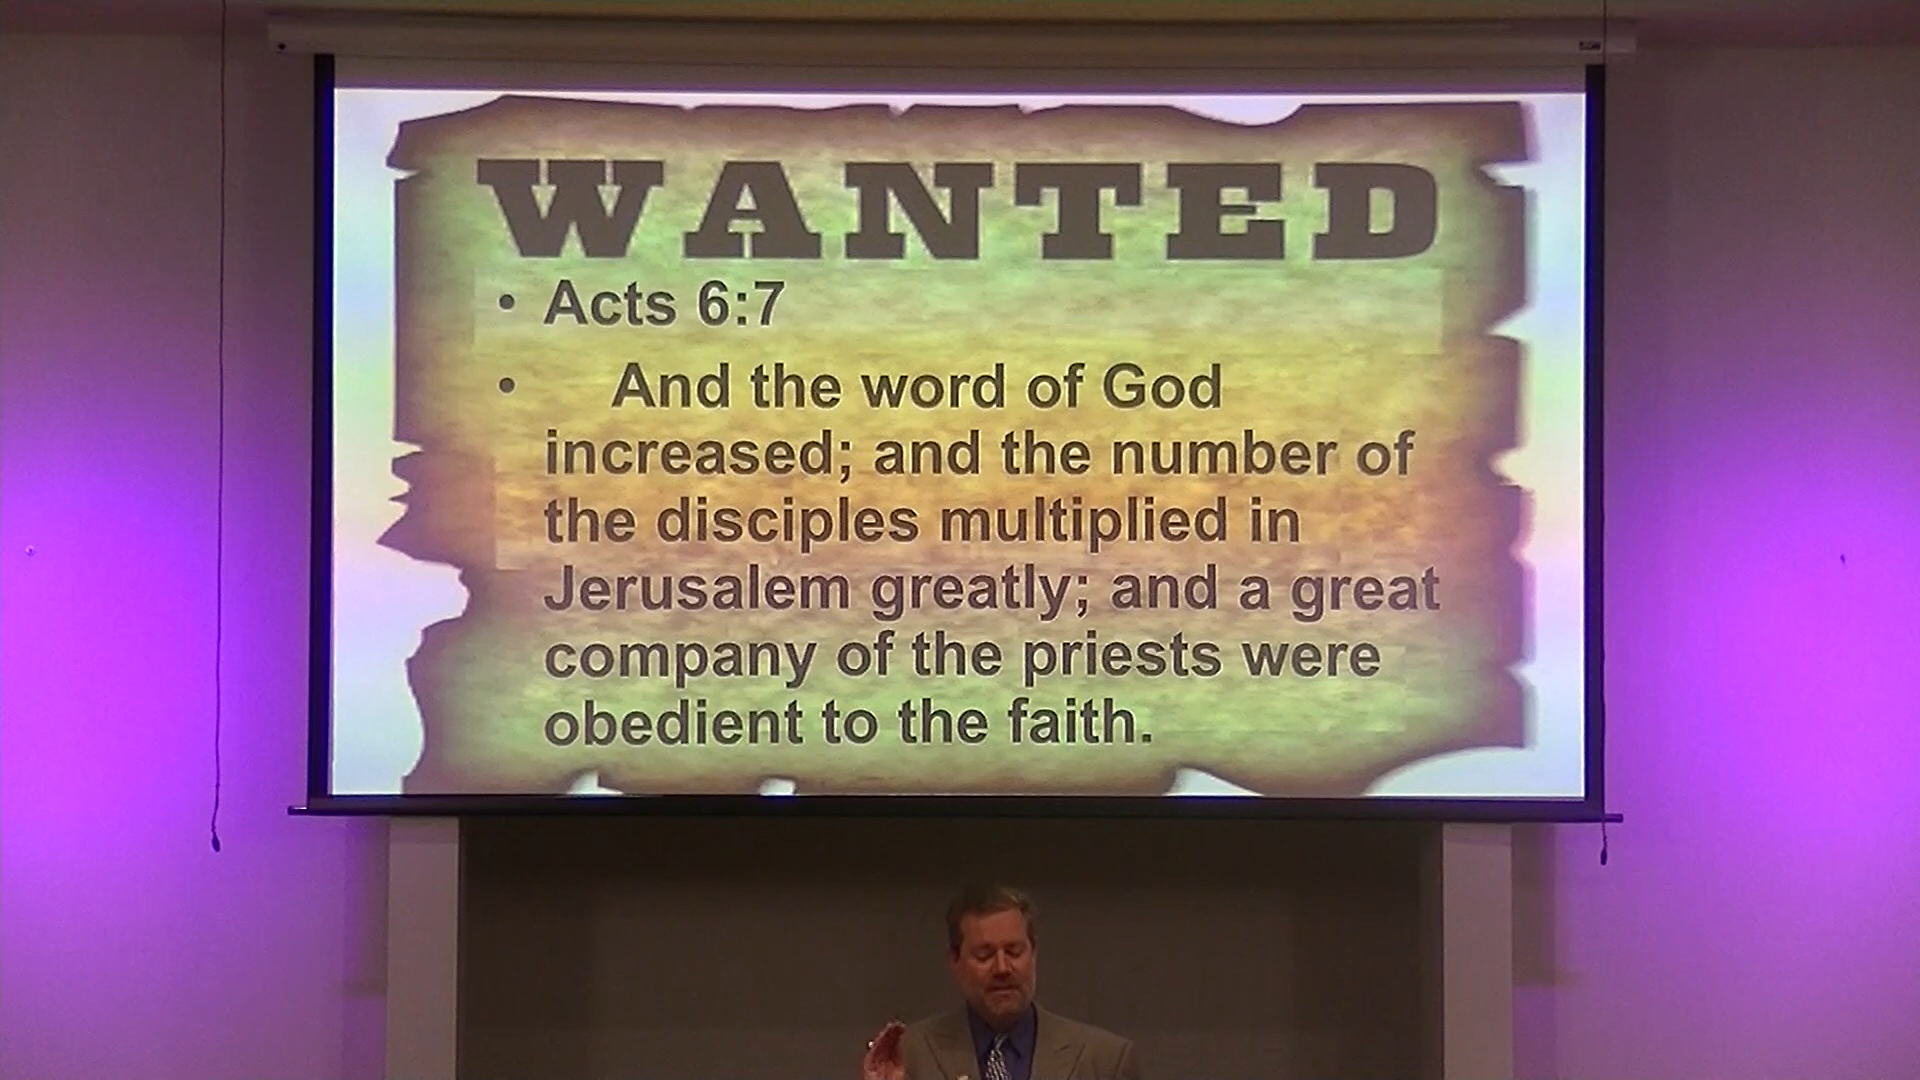 WANTED
• Acts 6:7
• And the word of God
increased; and the number of
the disciples multiplied in
Jerusalem greatly; and a great
company of the priests were
obedient to the faith.